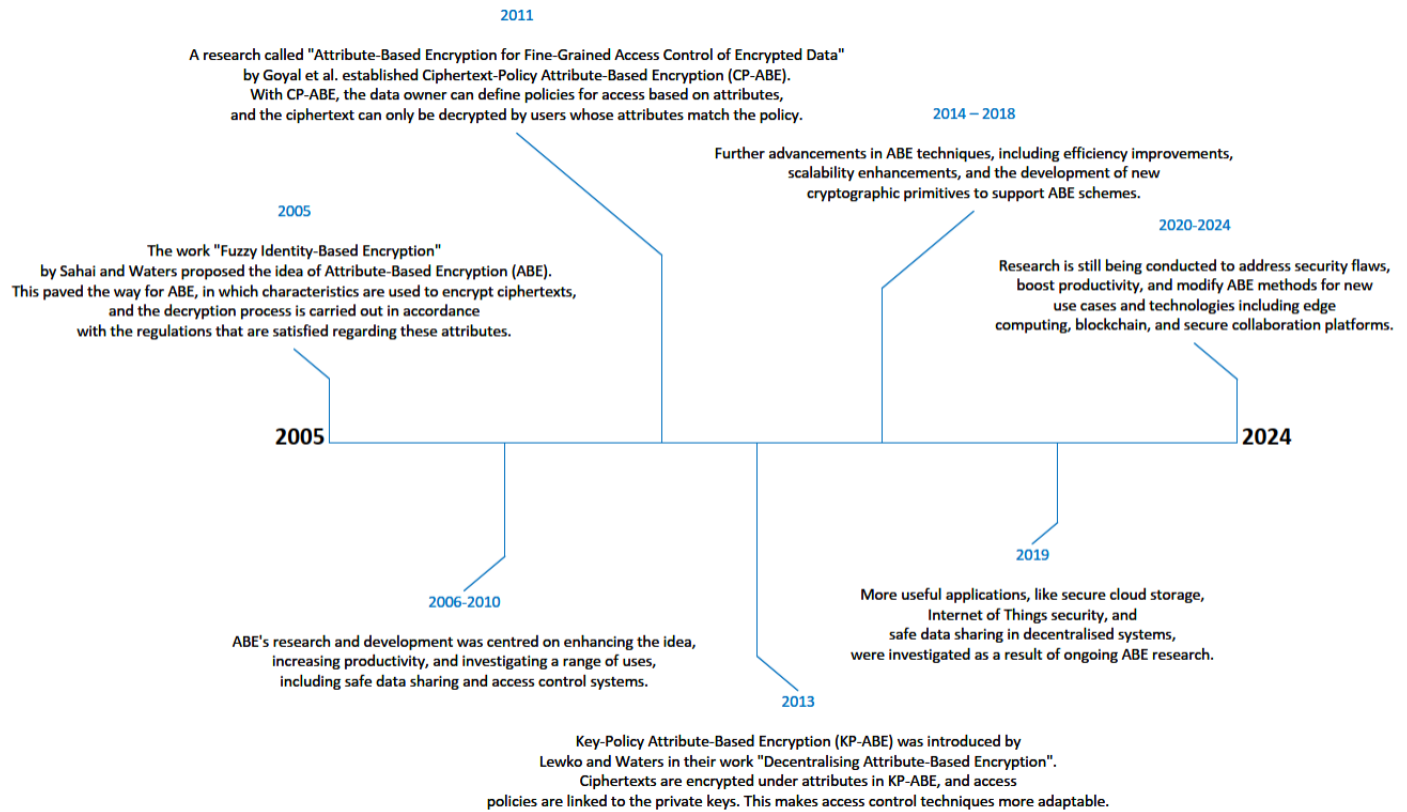 2011
A research called "Attribute-Based Encryption for Fine-Grained Access Control of Encrypted Data"
by Goyal et al. established Ciphertext-Policy Attribute-Based Encryption (CP-ABE).
With CP-ABE, the data owner can define policies for access based on attributes,
and the ciphertext can only be decrypted by users whose attributes match the policy.
2014 – 2018
Further advancements in ABE techniques, including efficiency improvements,
scalability enhancements, and the development of new
cryptographic primitives to support ABE schemes.
2005
The work "Fuzzy Identity-Based Encryption"
by Sahai and Waters proposed the idea of Attribute-Based Encryption (ABE).
This paved the way for ABE, in which characteristics are used to encrypt ciphertexts,
and the decryption process is carried out in accordance
with the regulations that are satisfied regarding these attributes.
2020-2024
Research is still being conducted to address security flaws,
boost productivity, and modify ABE methods for new
use cases and technologies including edge
computing, blockchain, and secure collaboration platforms.
2005
2024
2006-2010
ABE's research and development was centred on enhancing the idea,
increasing productivity, and investigating a range of uses,
including safe data sharing and access control systems.
2019
More useful applications, like secure cloud storage,
Internet of Things security, and
safe data sharing in decentralised systems,
were investigated as a result of ongoing ABE research.
2013
Key-Policy Attribute-Based Encryption (KP-ABE) was introduced by
Lewko and Waters in their work "Decentralising Attribute-Based Encryption".
Ciphertexts are encrypted under attributes in KP-ABE, and access
policies are linked to the private keys. This makes access control techniques more adaptable.